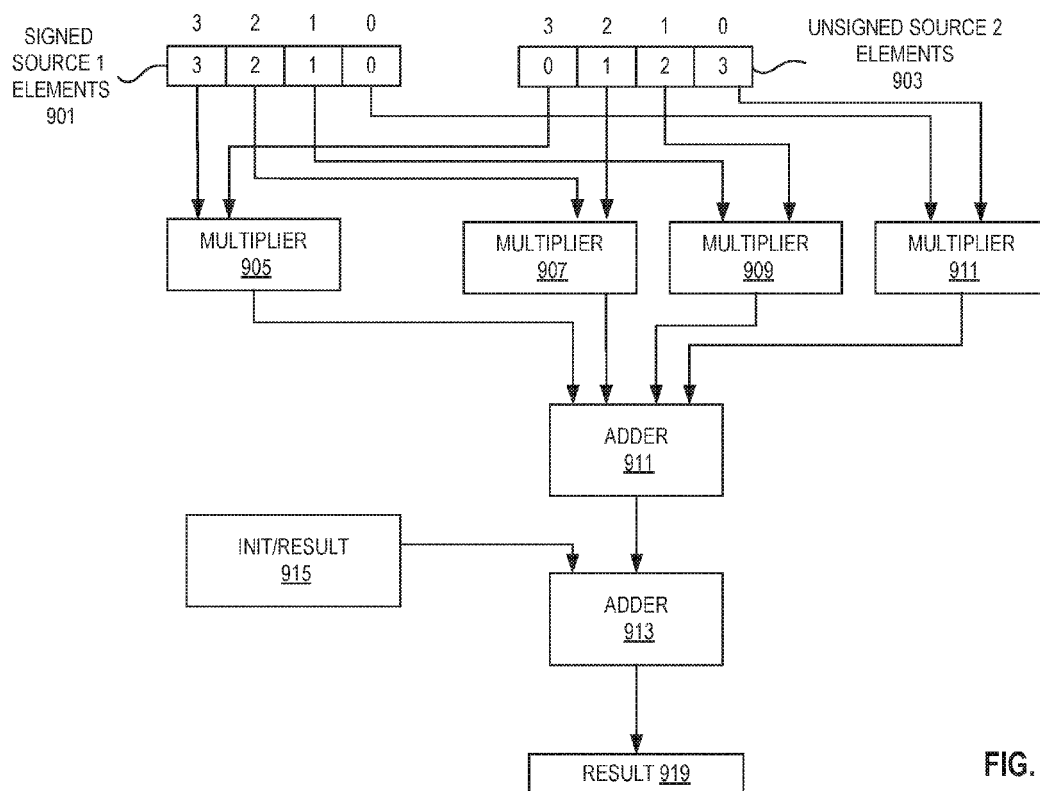 3 2 1 0
3 2 1 0
SIGNED
SOURCE 1
ELEMENTS
901
3 2 1 0
0 1 2 3
UNSIGNED SOURCE 2
ELEMENTS
903
MULTIPLIER
905
MULTIPLIER
907
MULTIPLIER
909
MULTIPLIER
911
ADDER
911
INIT/RESULT
915
ADDER
913
RESULT 919
FIG.